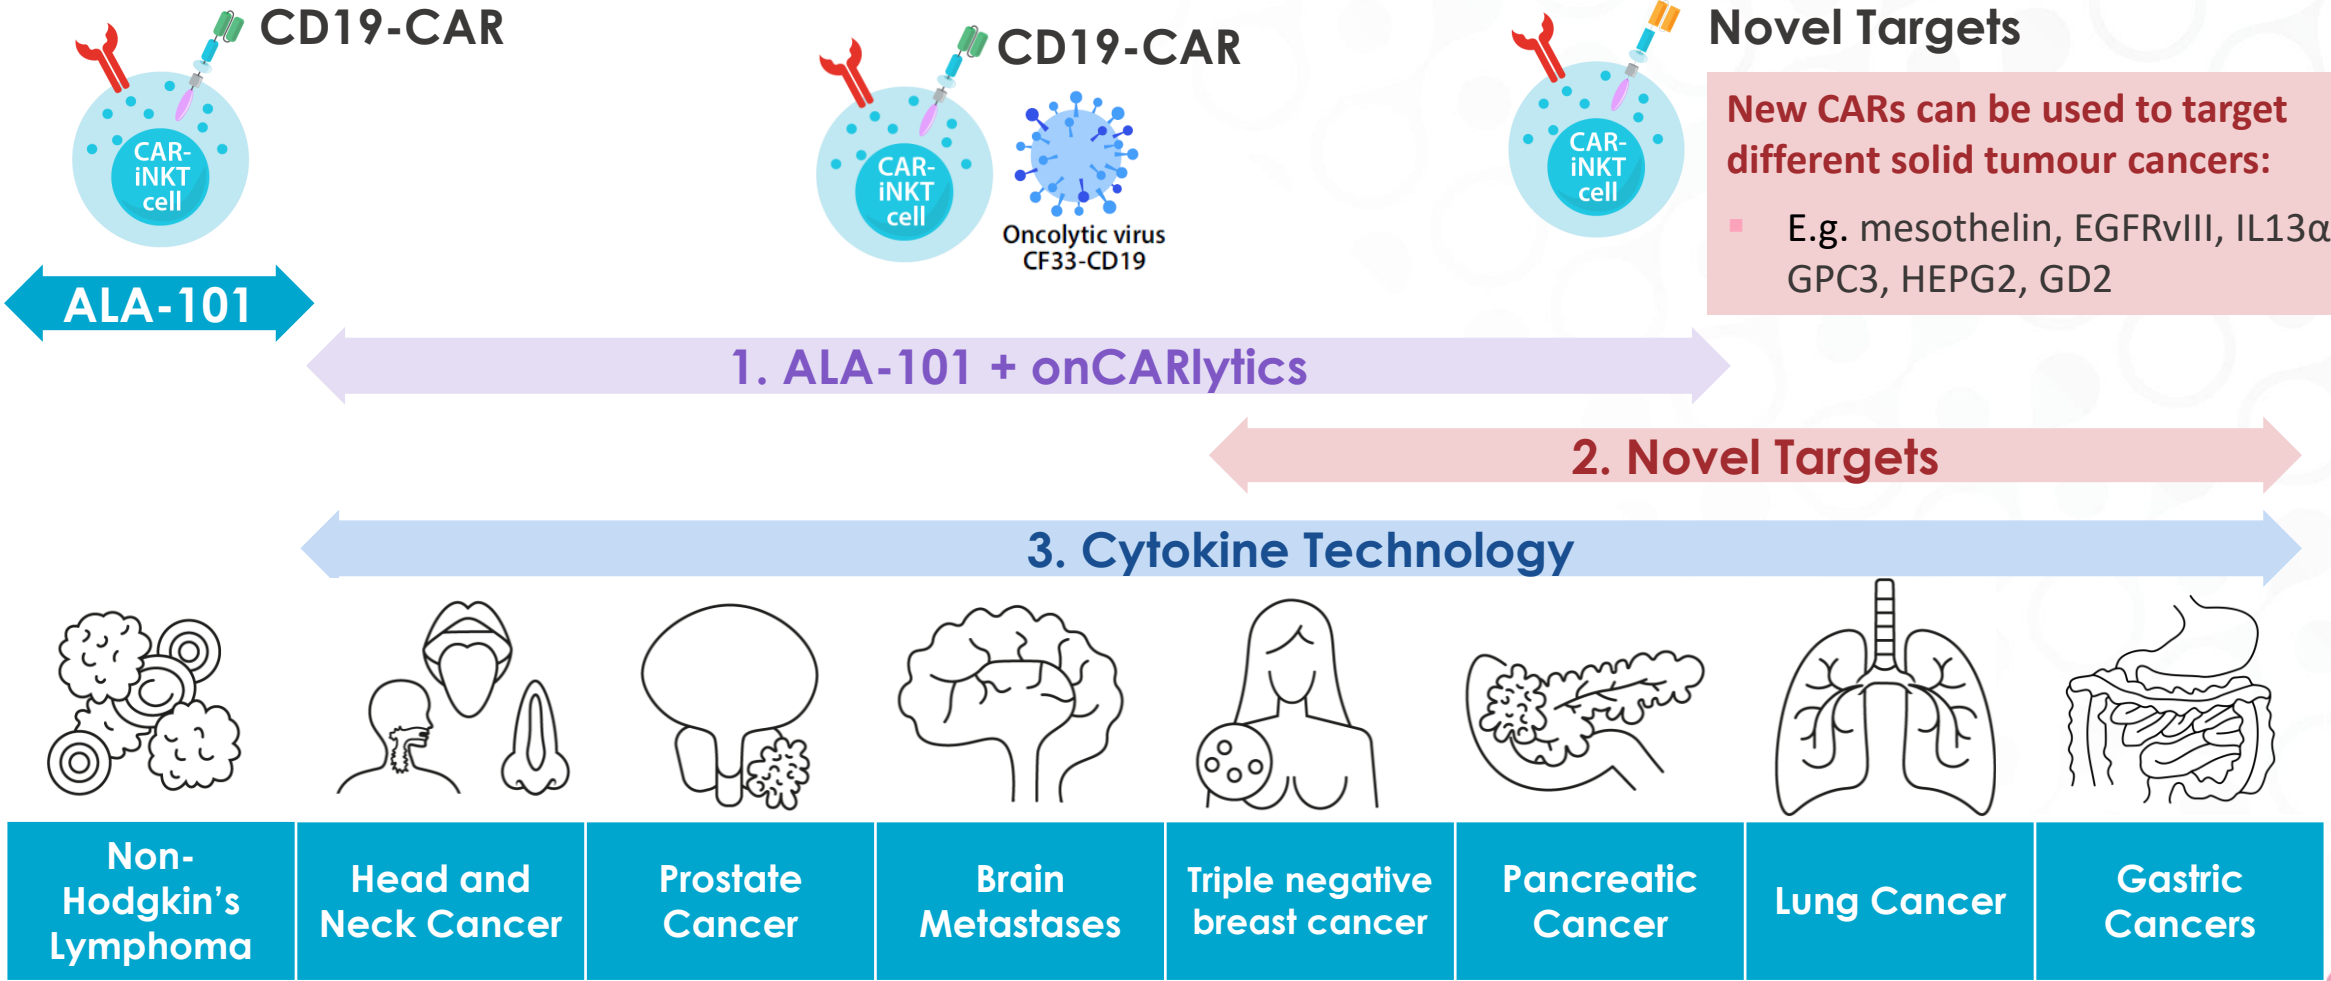 CD19-CAR
CAR-
iNKT
cell
ALA-101
CD19-CAR
CAR-
iNKT
cell
Oncolytic virus
CF33-CD19
CAR-
iNKT
cell
Novel Targets
New CARs can be used to target
different solid tumour cancers:
E.g. mesothelin, EGFRvIII, IL13α
GPC3, HEPG2, GD2
1. ALA-101 + onCARlytics
2. Novel Targets
3. Cytokine Technology
Non-
Hodgkin’s
Lymphoma
Head and
Neck Cancer
Prostate
Cancer
Brain
Metastases
Triple negative
breast cancer
Pancreatic
Cancer
Lung Cancer
Gastric
Cancers